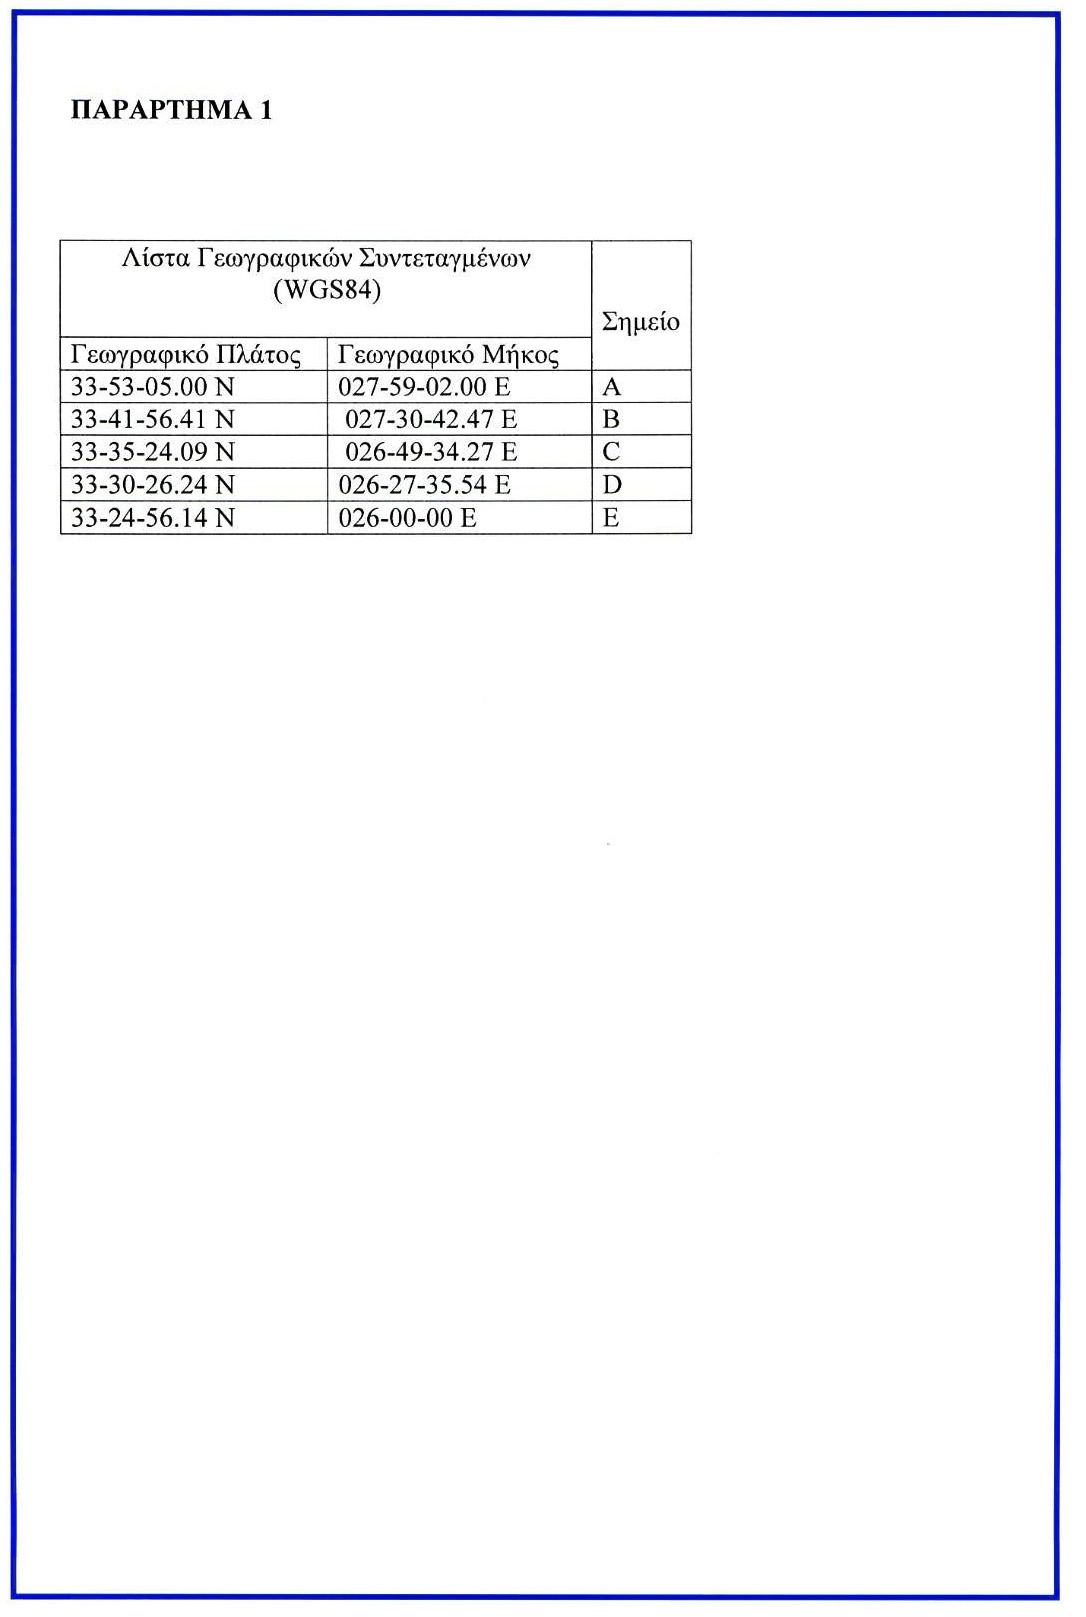 ΠΑΡΑΡΤΗΜΑ 1
Λίστα Γεωγραφικών Συντεταγμένων
(WGS84)
Σημείο
Γεωγραφικό Πλάτος Γεωγραφικό Μήκος
33-53-05.00 N 027-59-02.00 E A
33-41-56.41 N 027-30-42.47 E B
33-35-24.09 N 026-49-34.27 E C
33-30-26.24 N 026-27-35.54 E D
33-24-56.14 N 026-00-00 E E